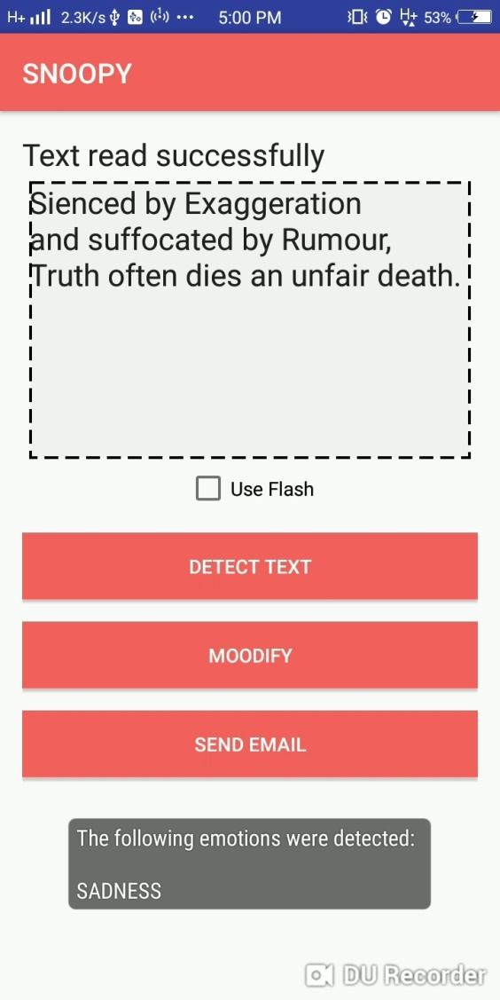 H+ 2.3K/s ••• 5:00 PM H+ 53%
SNOOPY
Text read successfully
Sienced by Exaggeration
and suffocated by Rumour,
Truth often dies an unfair death.
Use Flash
DETECT TEXT
MOODIFY
SEND EMAIL
The following emotions were detected:
SADNESS
DU Recorder